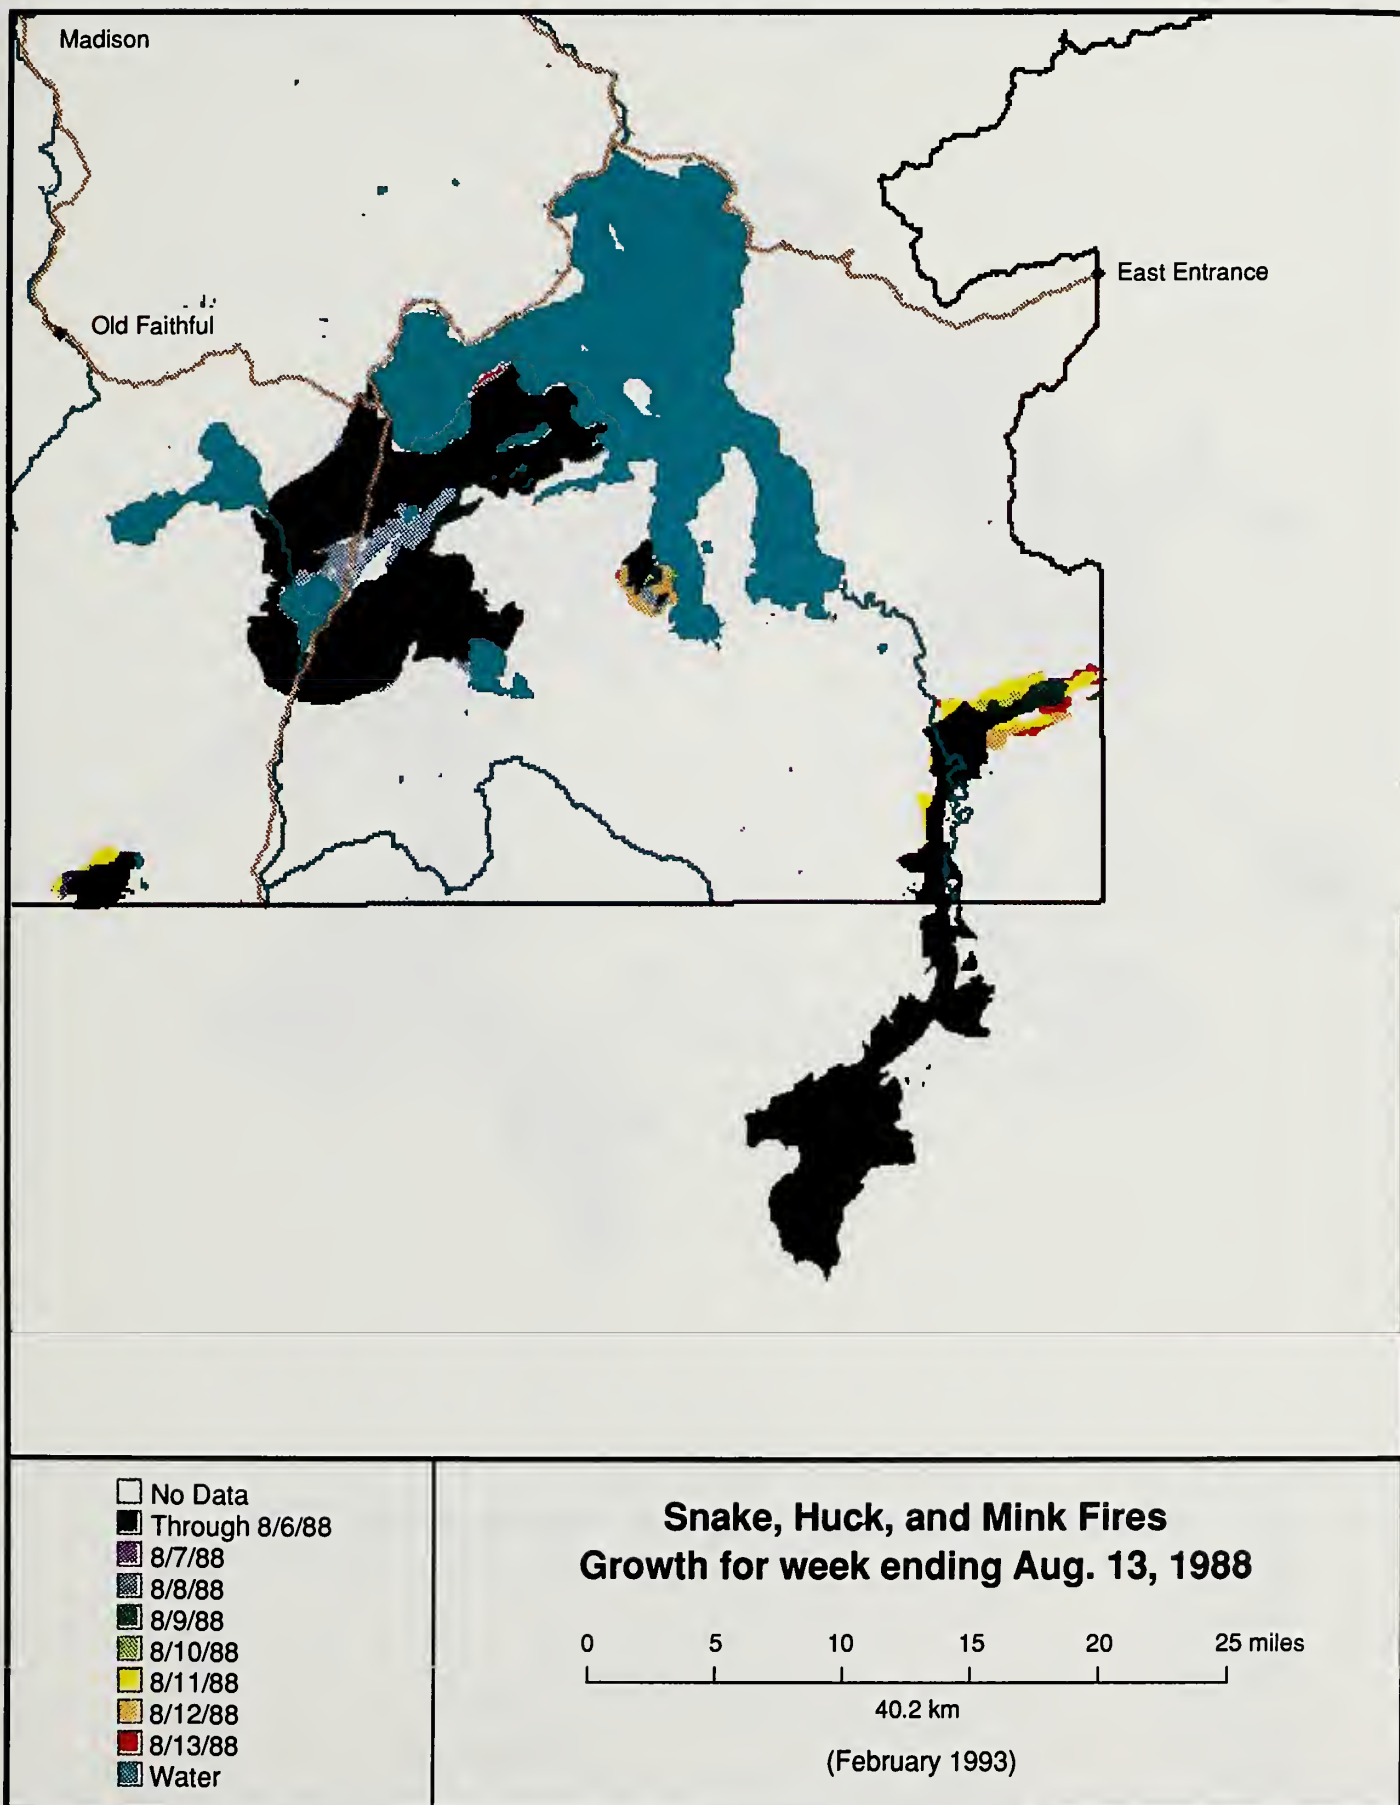 Madison
East Entrance
Old Faithful
No Data
Through 8/6/88
8/7/88
8/8/88
8/9/88
8/10/88
8/11/88
8/12/88
8/13/88
Water
Snake, Huck, and Mink Fires
Growth for week ending Aug. 13, 1988
0 5 10 15 20 25 miles
40.2 km
(February 1993)